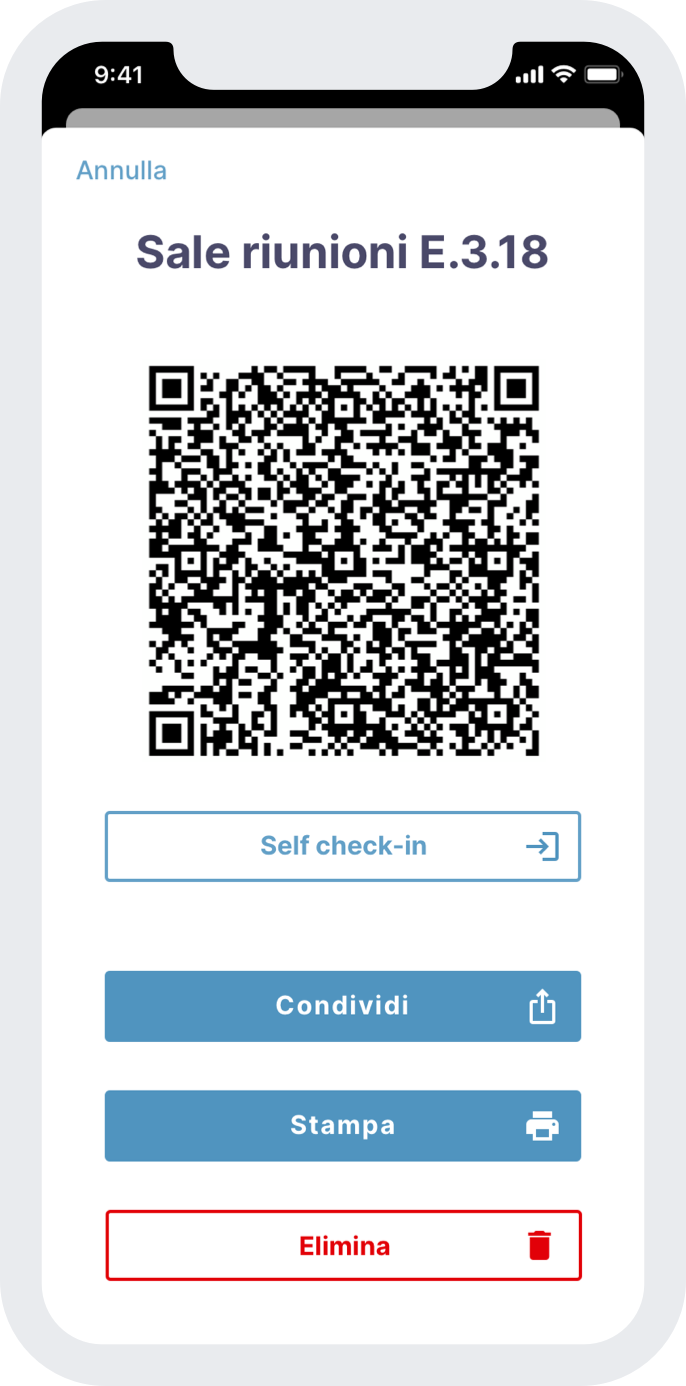 9:41
Annulla
Sale riunioni E.3.18
Self check-in
Condividi
Stampa
Elimina